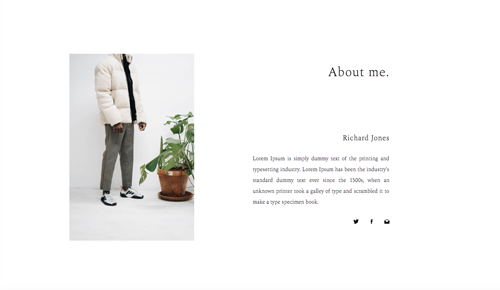 About me.
Richard Jones
Lorem Ipsum is simply dummy text of the printing and
typesetting industry. Lorem Ipsum has been the industry's
standard dummy text ever since the 1500s, when an
unknown printer took a galley of type and scrambled it to
make a type specimen book.